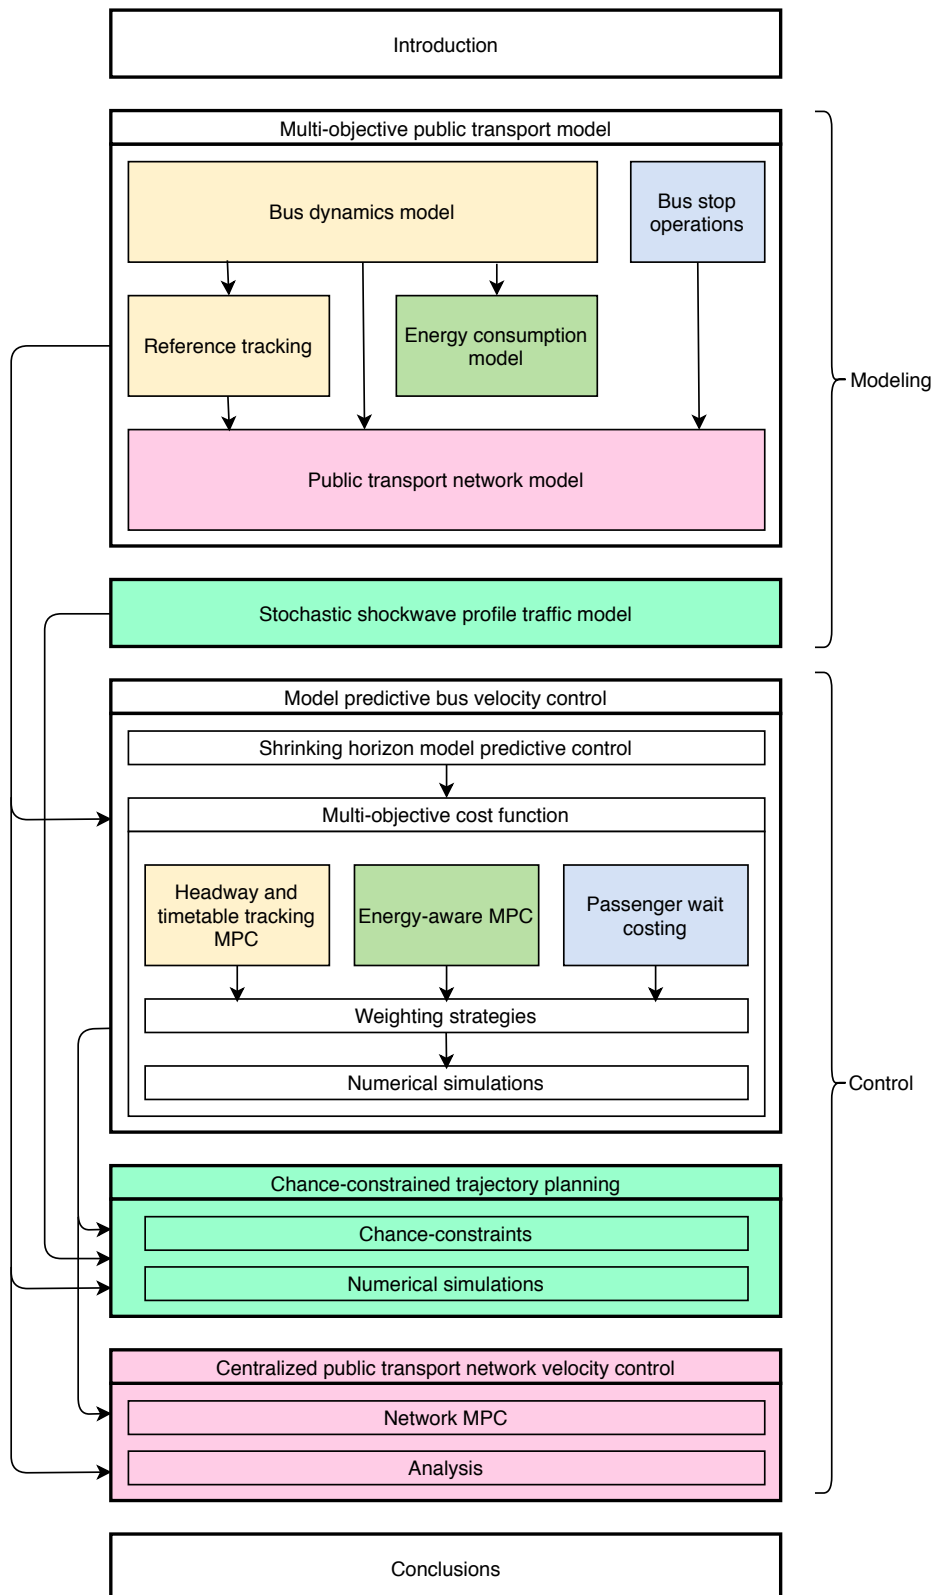 Introduction
Multi-objective public transport model
Bus dynamics model
Bus stop
operations
Reference tracking
Energy consumption
model
Public transport network model
Modeling
Stochastic shockwave profile traffic model
Model predictive bus velocity control
Shrinking horizon model predictive control
Multi-objective cost function
Headway and
timetable tracking
MPC
Energy-aware MPC
Passenger wait
costing
Weighting strategies
Numerical simulations
Control
Chance-constrained trajectory planning
Chance-constraints
Numerical simulations
Centralized public transport network velocity control
Network MPC
Analysis
Conclusions